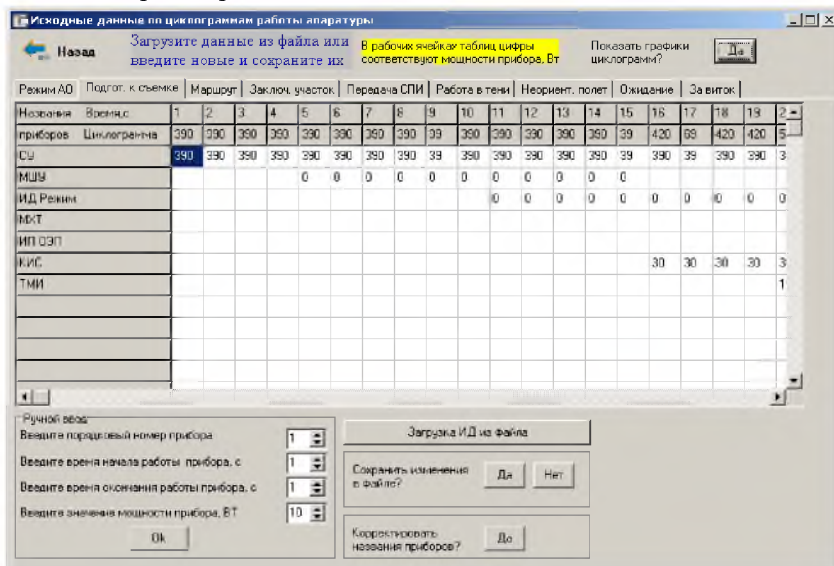 Исходные данные по циклограммам работы апаратуры
Назад
Загрузите данные из файла или
введите новые и сохраните их
В рабочих ячейках таблиц цифры
соответствуют мощности прибора, Вт
Показать графики
циклограмм?
Да
Режим АО Подгот. к съемке Маршрут Заключ. участок Передача СПИ Работа в тени Неориент. полет Ожидание За виток
Названия Время,с 1 2 3 4 5 6 7 8 9 10 11 12 13 14 15 16 17 18 19 2
приборов Циклограмма 390 390 390 390 390 390 390 390 39 390 390 390 390 390 39 420 69 420 420 5
СУ 390 390 390 390 390 390 390 390 39 390 390 390 390 390 39 390 39 390 390 3
МШУ 0 0 0 0 0 0 0 0 0 0 0
ИД Режим 0 0 0 0 0 0 0 0 0 0
МКТ
ИП ОЭП
КИС 30 30 30 30 3
ТМИ 1
Ручной ввод
Введите порядковый номер прибора 1
Введите время начала работы прибора, с 1
Введите время окончания работы прибора, с 1
Введите значение мощности прибора, ВТ 10
Ok
Загрузка ИД из файла
Сохранить изменения
в файле?
Да Нет
Корректировать
названия приборов?
Да